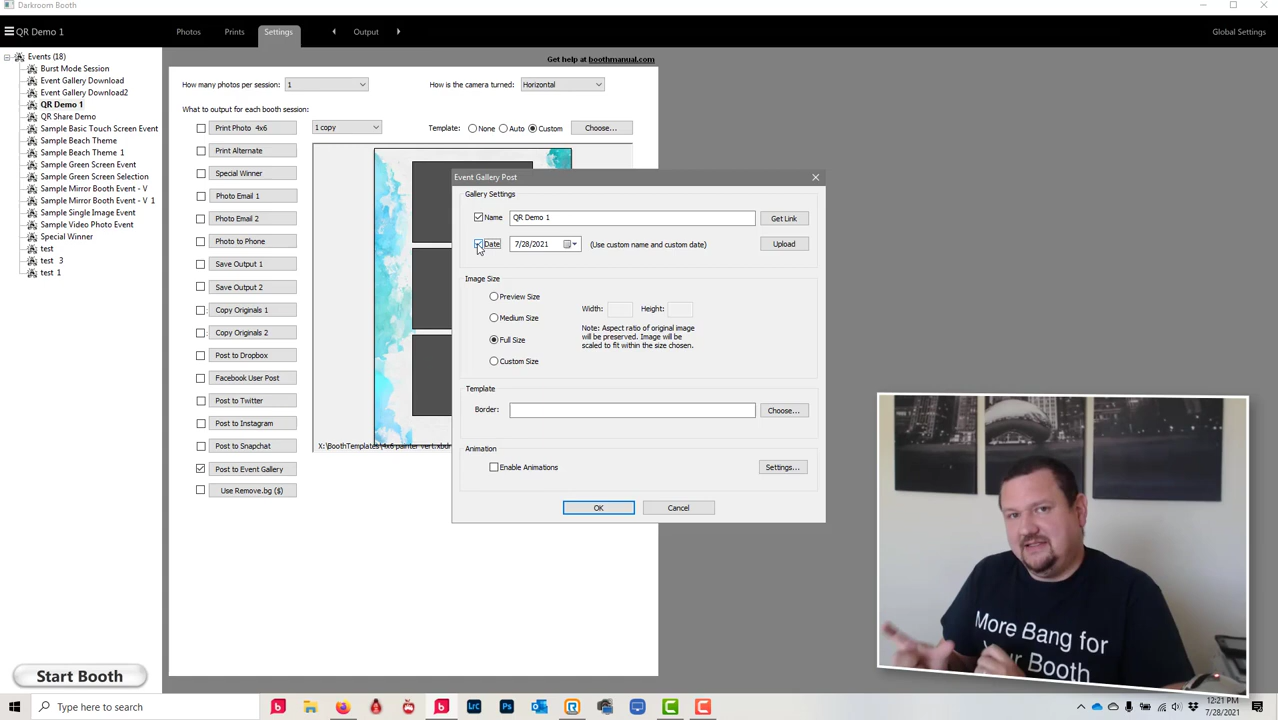 Darkroom Booth
QR Demo 1
Photos
Prints
Settings
Output
Global Settings
Get help at boothmanual.com
Events (18)
Burst Mode Session
Event Gallery Download
Event Gallery Download2
QR Demo 1
QR Share Demo
Sample Basic Touch Screen Event
Sample Beach Theme
Sample Beach Theme 1
Sample Green Screen Event
Sample Green Screen Selection
Sample Mirror Booth Event - V
Sample Mirror Booth Event - V 1
Sample Single Image Event
Sample Video Photo Event
Special Winner
test
test 3
test 1
Start Booth
How many photos per session: 1
How is the camera turned: Horizontal
What to output for each booth session:
Print Photo 4x6
1 copy
Template: None Auto Custom Choose...
Print Alternate
Special Winner
Photo Email 1
Photo Email 2
Photo to Phone
Save Output 1
Save Output 2
Copy Originals 1
Copy Originals 2
Post to Dropbox
Facebook User Post
Post to Twitter
Post to Instagram
Post to Snapchat
Post to Event Gallery
Use Remove.bg ($)
X:\BoothTemplates\4x6 painter vert.xbdr
Event Gallery Post
Gallery Settings
Name QR Demo 1 Get Link
Date 7/28/2021 (Use custom name and custom date) Upload
Image Size
Preview Size
Medium Size
Full Size
Custom Size
Width: Height:
Note: Aspect ratio of original image
will be preserved. Image will be
scaled to fit within the size chosen.
Template
Border: Choose...
Animation
Enable Animations Settings...
OK Cancel
More Bang for
Your Booth
Type here to search
Lrc
Ps
12:21 PM
7/28/2021